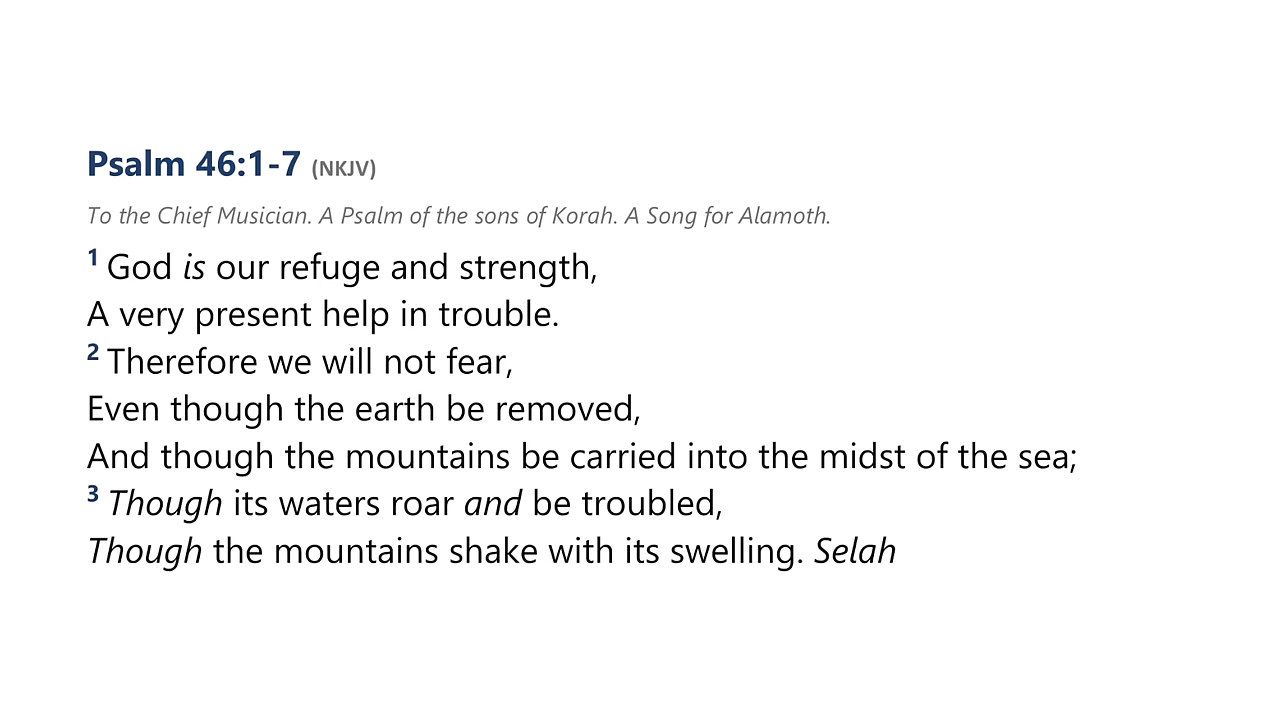 Psalm 46:1-7 (NKJV)
To the Chief Musician. A Psalm of the sons of Korah. A Song for Alamoth.
1 God is our refuge and strength,
A very present help in trouble.
2 Therefore we will not fear,
Even though the earth be removed,
And though the mountains be carried into the midst of the sea;
3 Though its waters roar and be troubled,
Though the mountains shake with its swelling. Selah